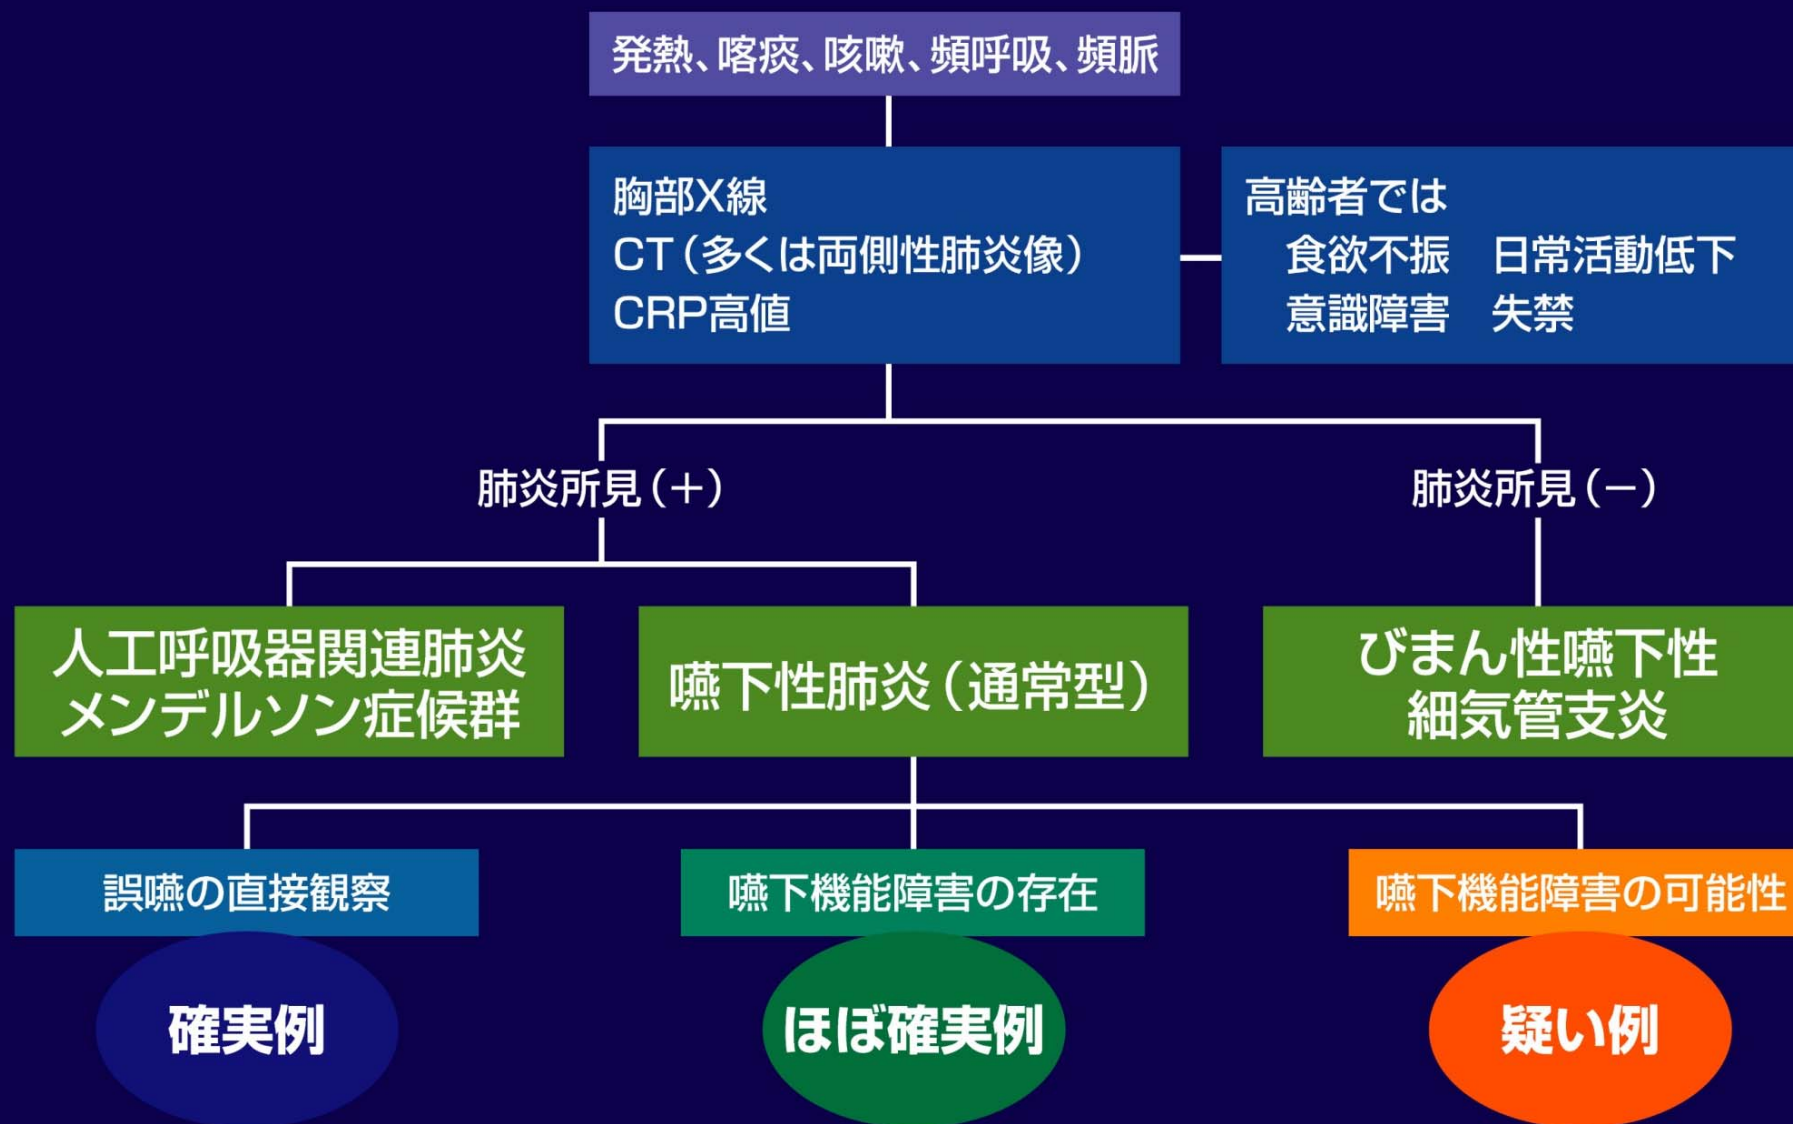 発熱、喀痰、咳嗽、頻呼吸、頻脈
胸部X線
CT(多くは両側性肺炎像)
CRP高値
高齢者では
食欲不振 日常活動低下
意識障害 失禁
肺炎所見(+)
肺炎所見(−)
人工呼吸器関連肺炎
メンデルソン症候群
嚥下性肺炎(通常型)
びまん性嚥下性
細気管支炎
誤嚥の直接観察
嚥下機能障害の存在
嚥下機能障害の可能性
確実例
ほぼ確実例
疑い例